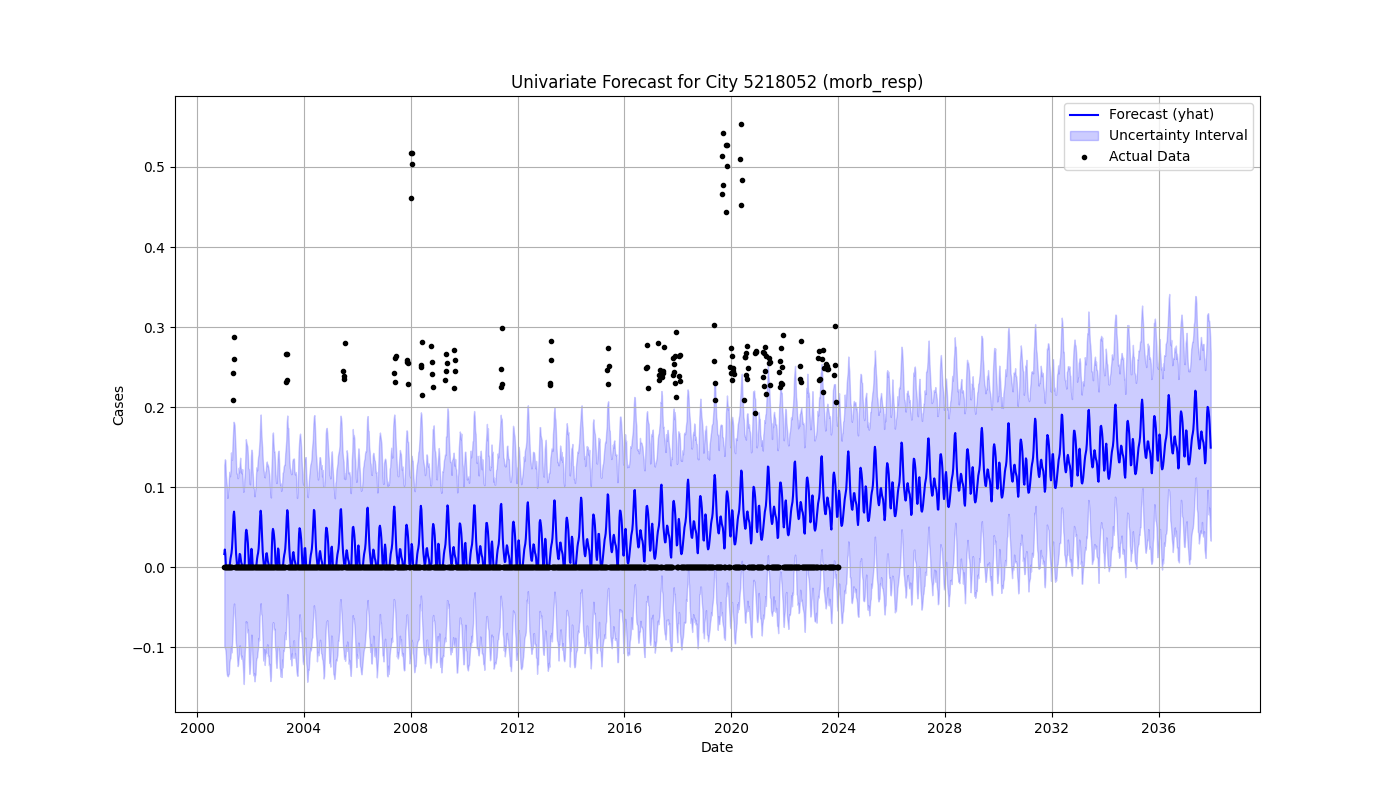 Univariate Forecast for City 5218052 (morb_resp)
Forecast (yhat)
Uncertainty Interval
Actual Data
Cases
0.5
0.4
0.3
0.2
0.1
0.0
−0.1
2000 2004 2008 2012 2016 2020 2024 2028 2032 2036
Date